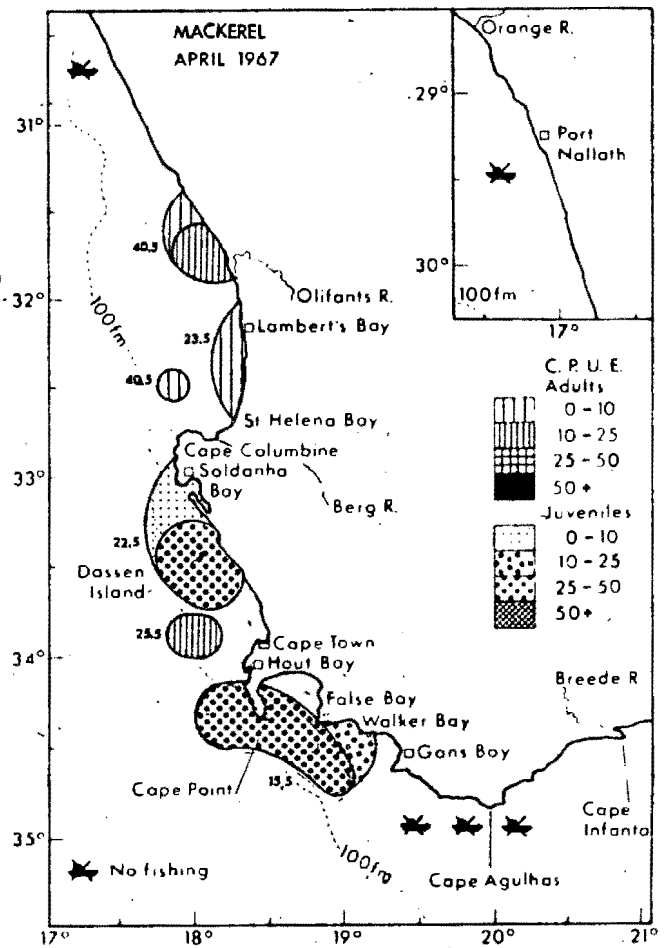 MACKEREL
APRIL 1967
Orange R.
29°
Port
Nallath
30°
100fm
17°
31°
40.5
Olifants R.
32°
100fm
Lambert's Bay
23.5
40.5
C. P. U. E.
Adults
0-10
10-25
25-50
50+
Juveniles
0-10
10-25
25-50
50+
St Helena Bay
Cape Columbine
33°
Soldanha
Bay
Berg R.
22.5
Dassen
Island
25.5
Cape Town
34°
Hout Bay
Breede R
False Bay
Walker Bay
Gans Bay
Cape Point
15.5
Cape
Infanta
35°
100fm
No fishing
Cape Agulhas
17°
18°
19°
20°
21°